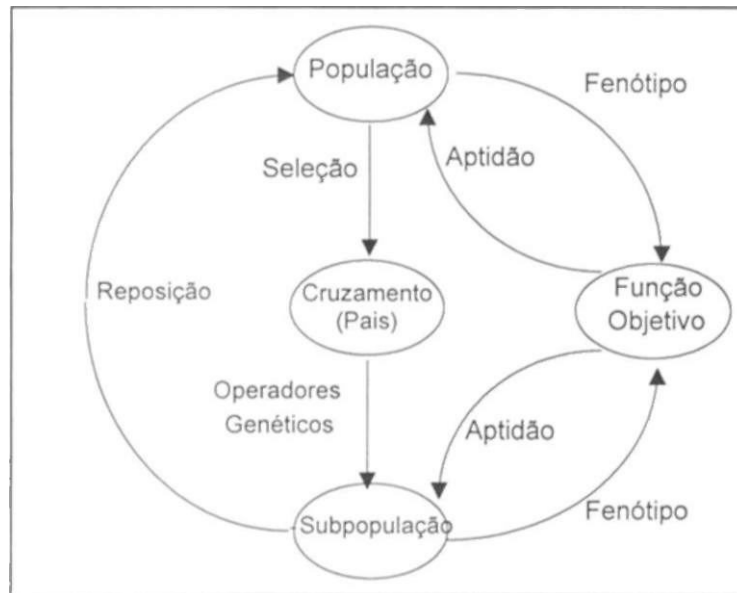 População
Fenótipo
Aptidão
Seleção
Reposição
Cruzamento
(Pais)
Função
Objetivo
Operadores
Genéticos
Aptidão
Subpopulação
Fenótipo